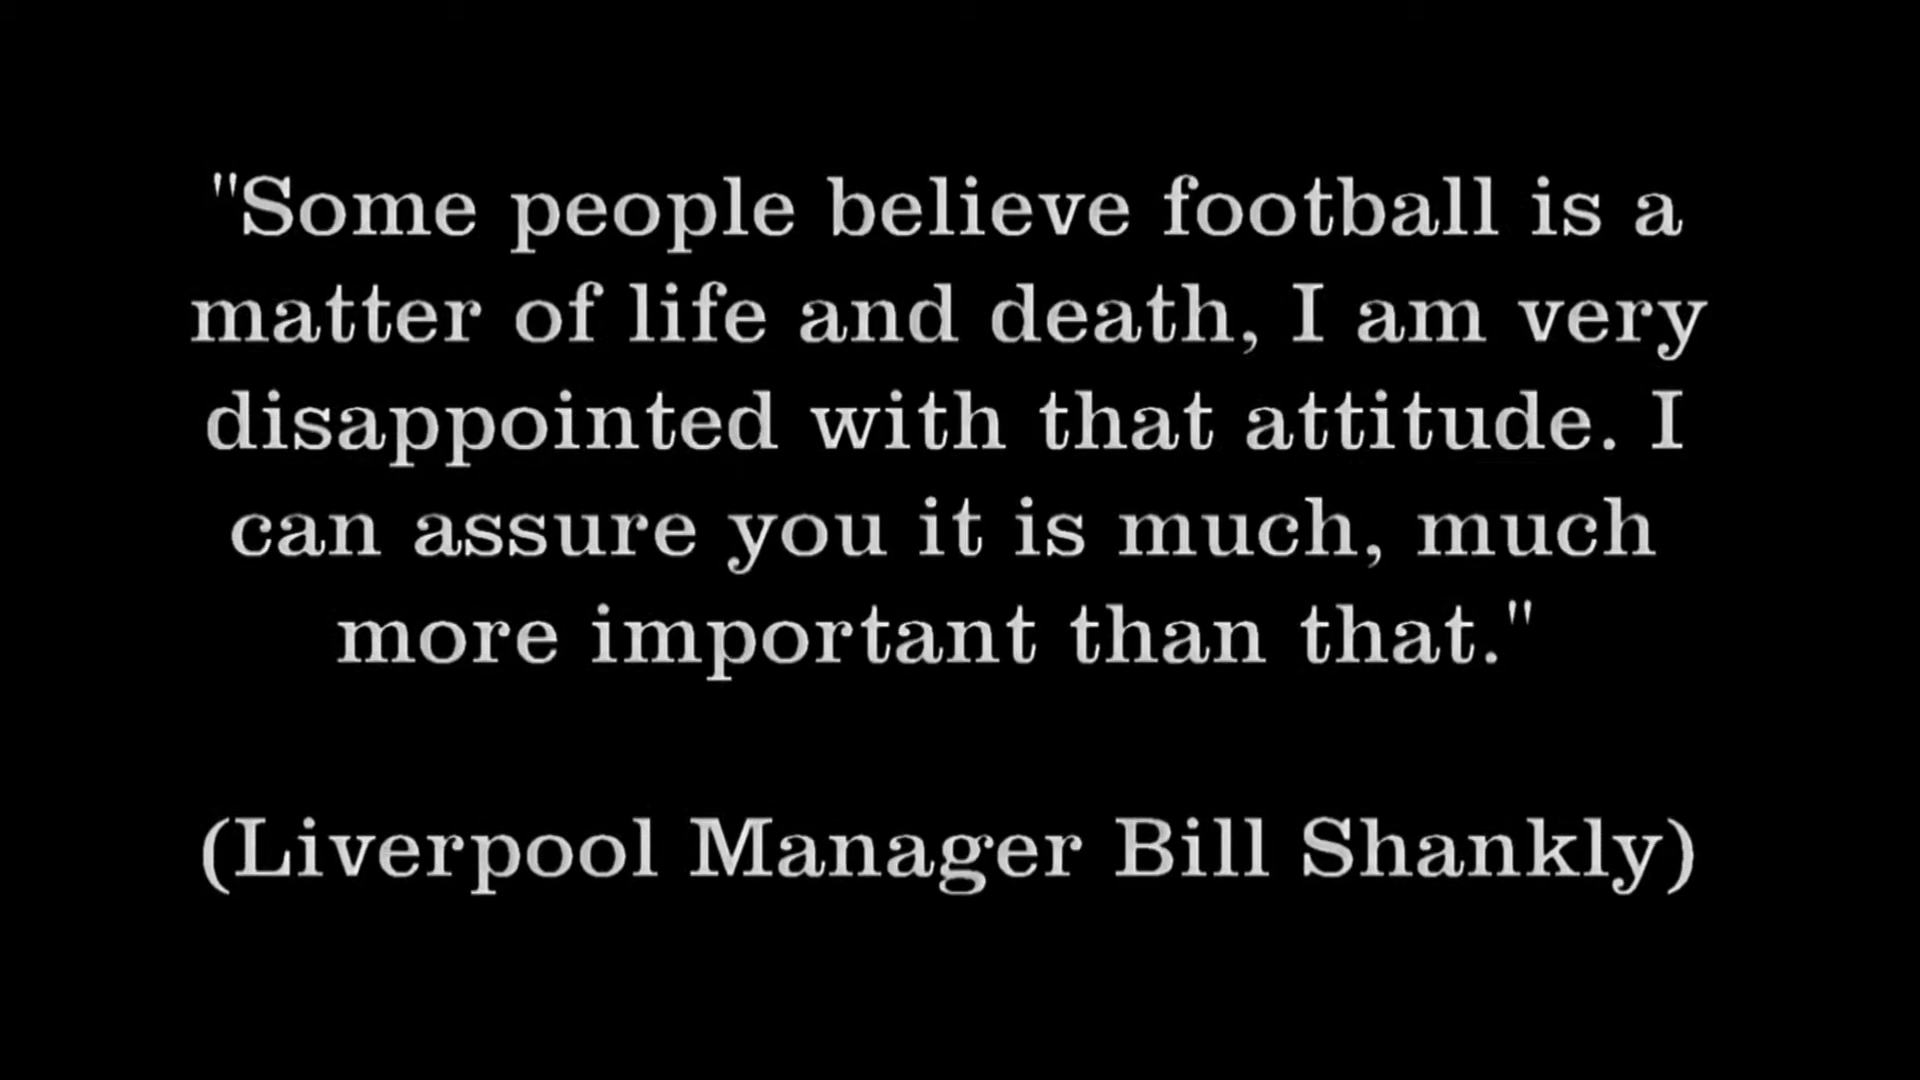 "Some people believe football is a
matter of life and death, I am very
disappointed with that attitude. I
can assure you it is much, much
more important than that."
(Liverpool Manager Bill Shankly)